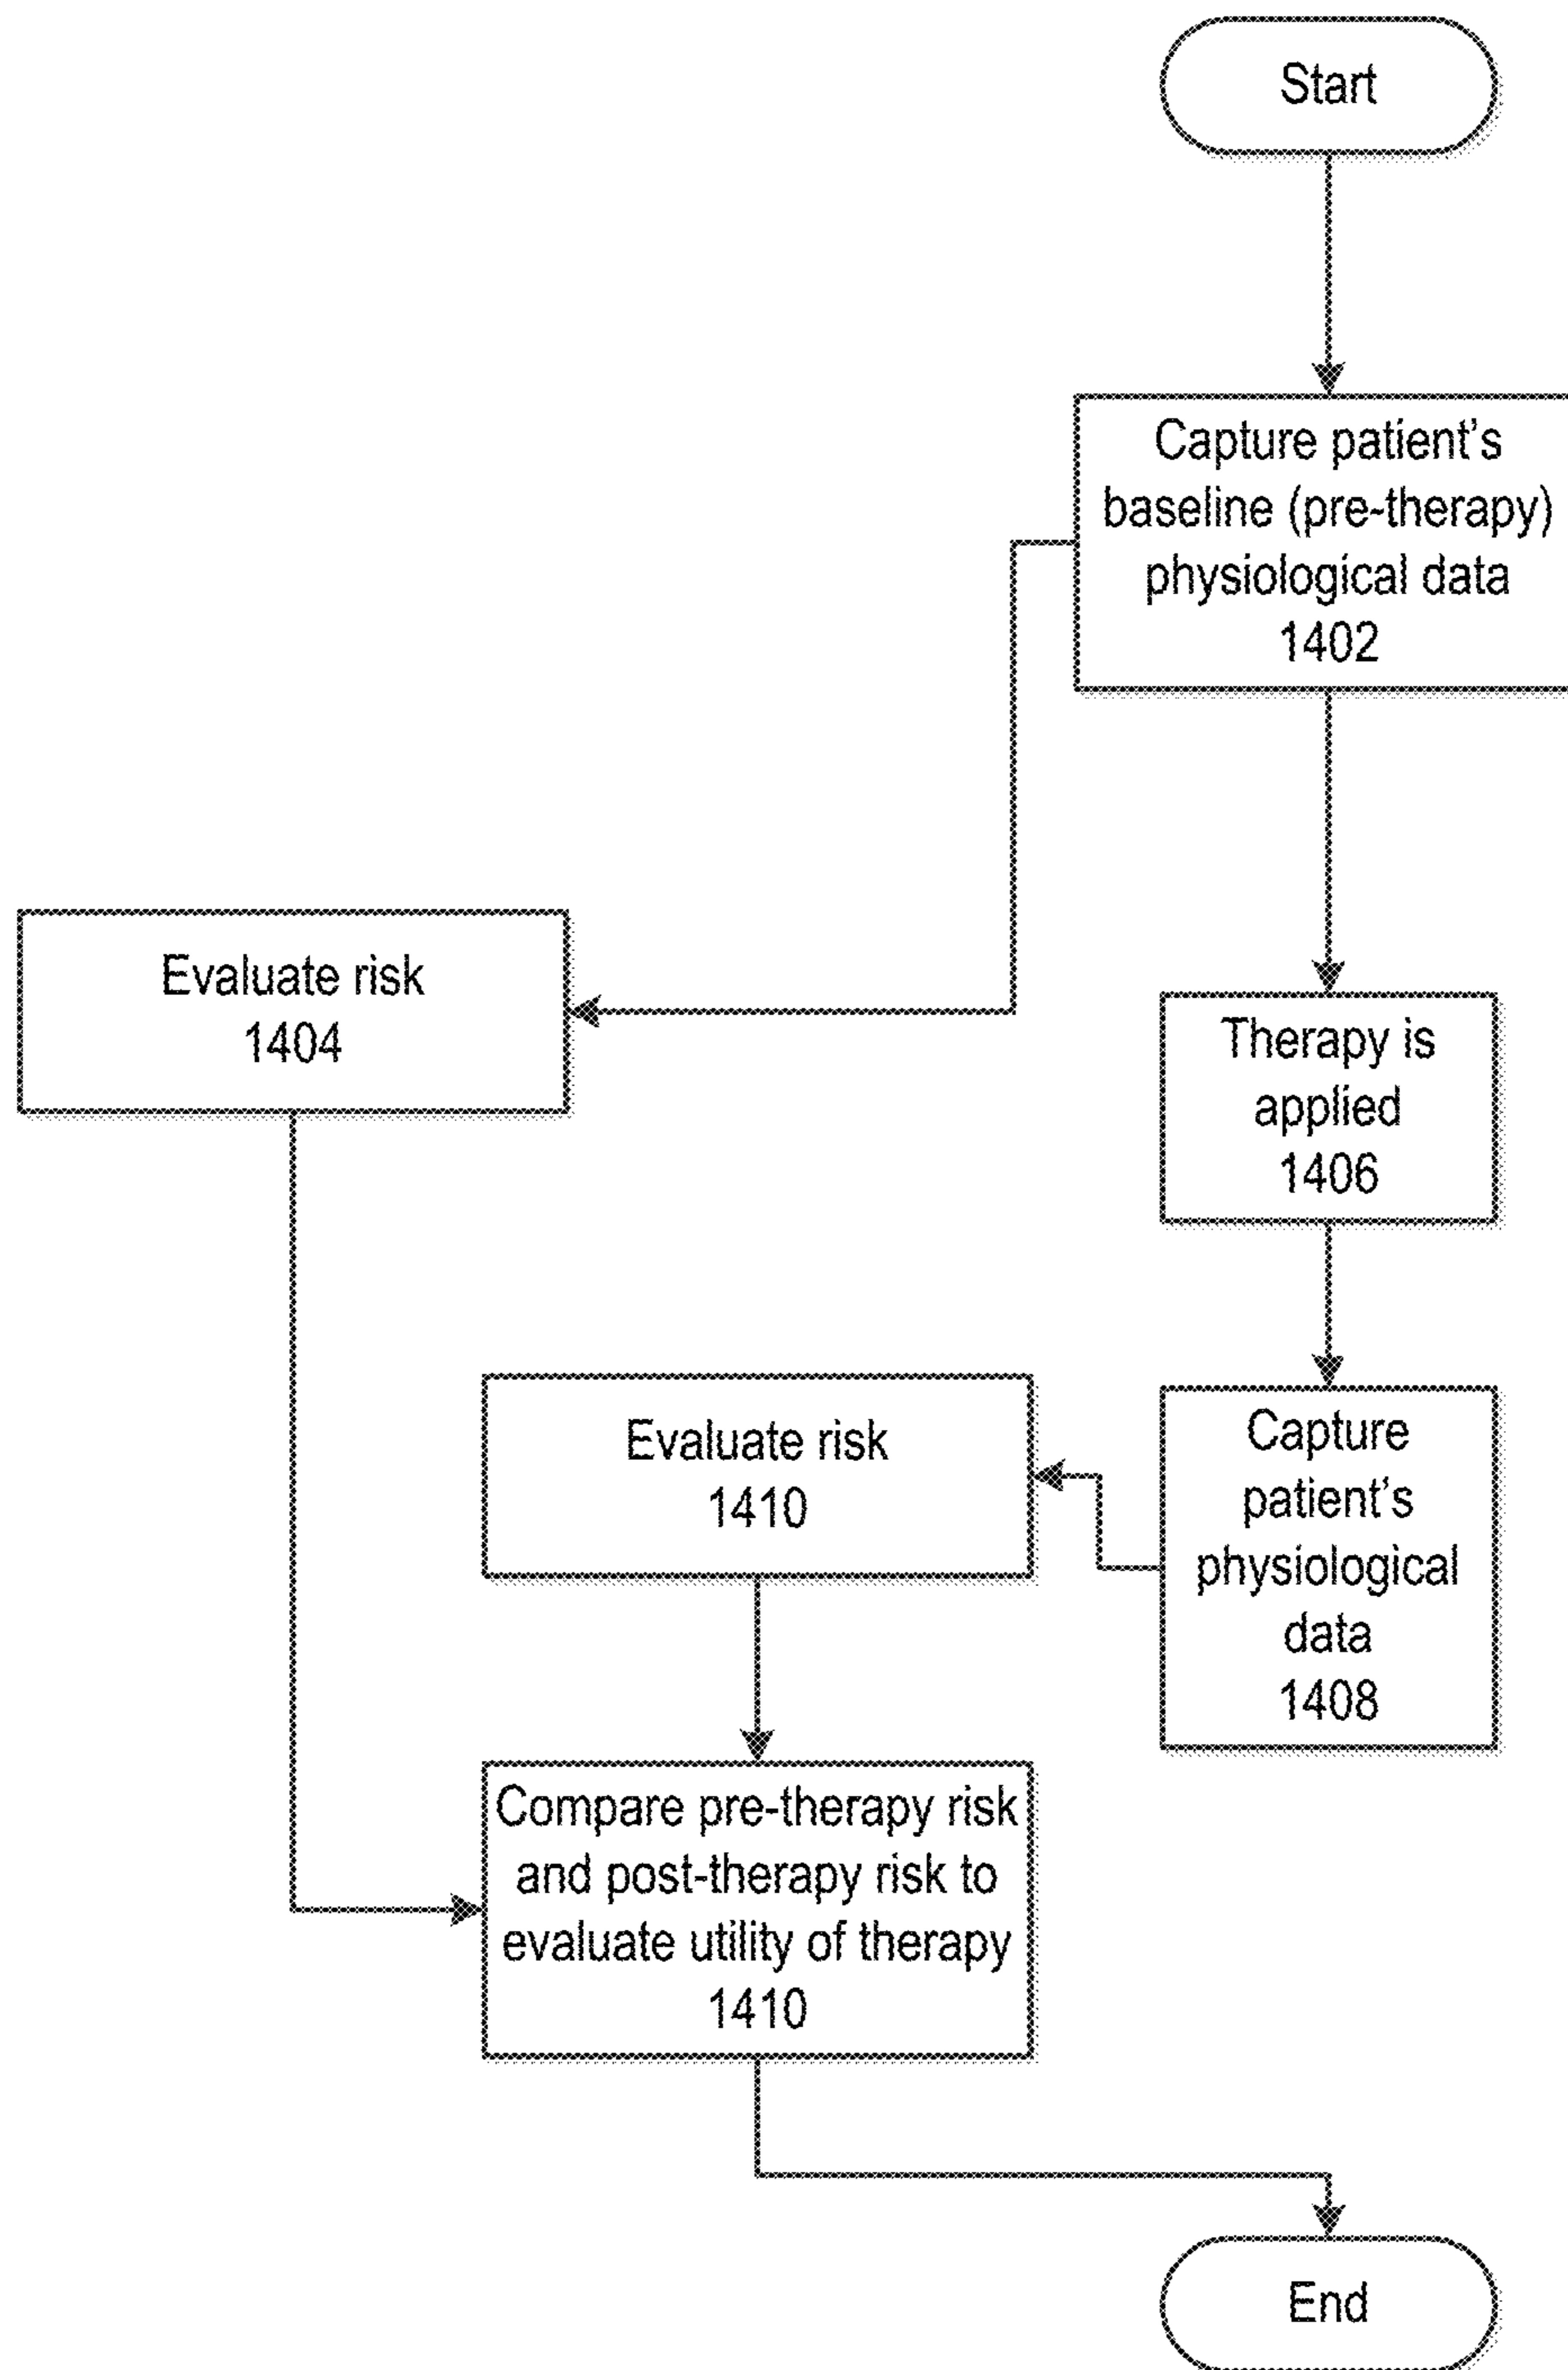 Start
Capture patient’s
baseline (pre-therapy)
physiological data
1402
Evaluate risk
1404
Therapy is
applied
1406
Evaluate risk
1410
Capture
patient’s
physiological
data
1408
Compare pre-therapy risk
and post-therapy risk to
evaluate utility of therapy
1410
End